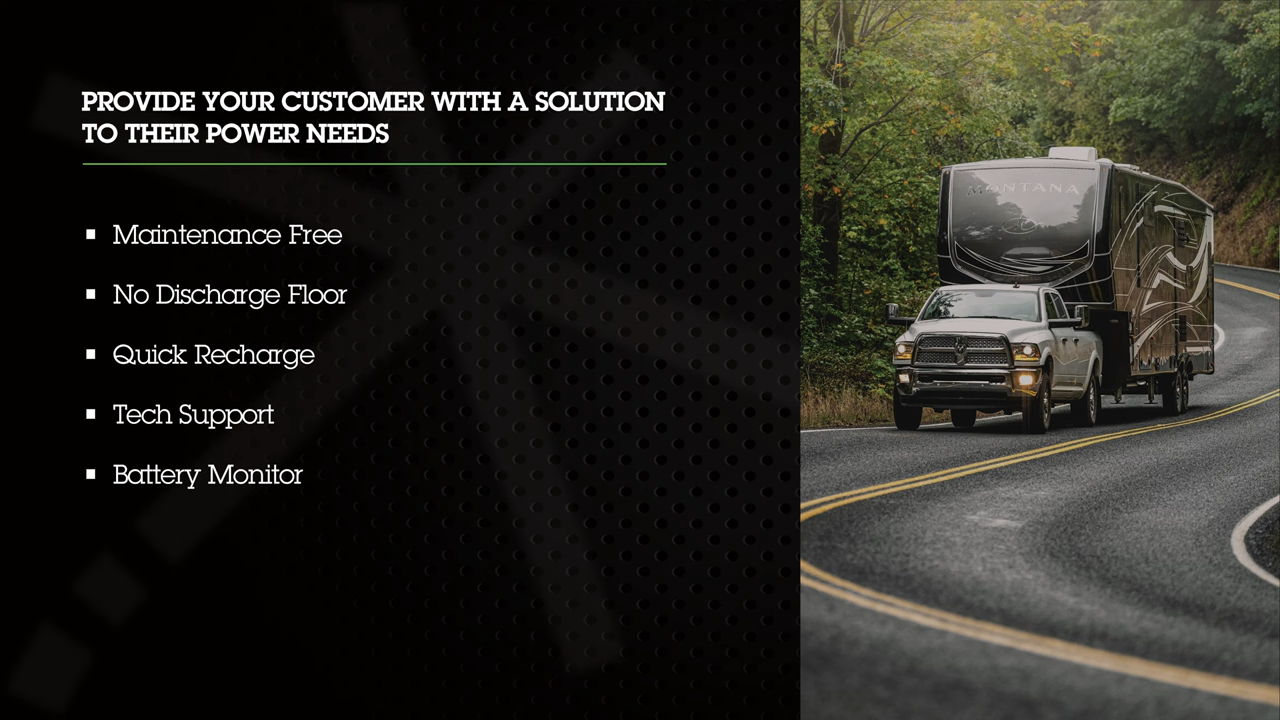 PROVIDE YOUR CUSTOMER WITH A SOLUTION
TO THEIR POWER NEEDS
▪ Maintenance Free
▪ No Discharge Floor
▪ Quick Recharge
▪ Tech Support
▪ Battery Monitor
MONTANA